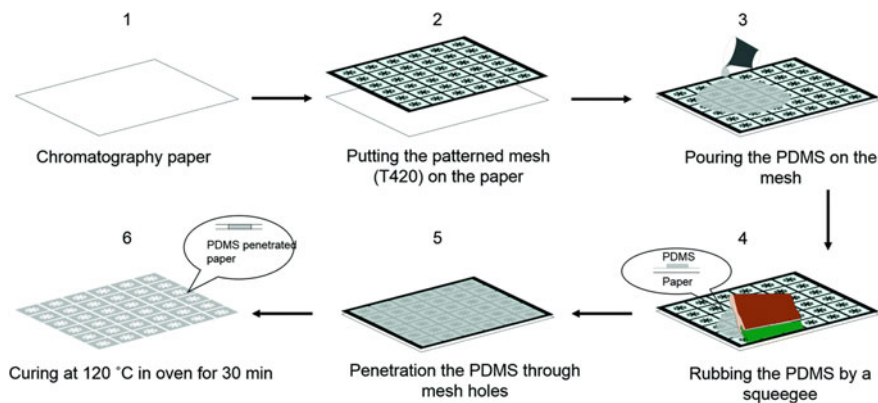 1
2
3
Chromatography paper
Putting the patterned mesh
(T420) on the paper
Pouring the PDMS on the
mesh
6
PDMS penetrated
paper
5
4
PDMS
Paper
Curing at 120 °C in oven for 30 min
Penetration the PDMS through
mesh holes
Rubbing the PDMS by a
squeegee